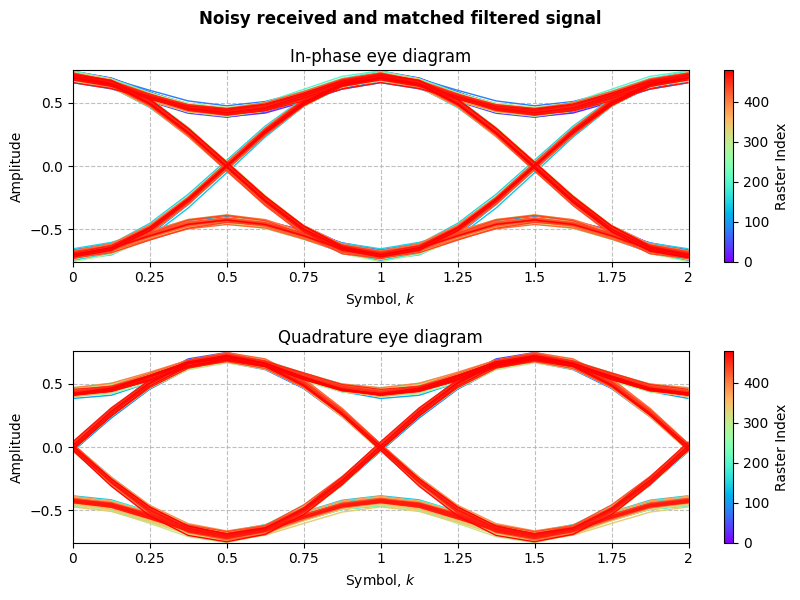 Noisy received and matched filtered signal
In-phase eye diagram
Amplitude
0.5
0.0
−0.5
0 0.25 0.5 0.75 1 1.25 1.5 1.75 2
Symbol, k
400
300
200
100
0
Raster Index
Quadrature eye diagram
Amplitude
0.5
0.0
−0.5
0 0.25 0.5 0.75 1 1.25 1.5 1.75 2
Symbol, k
400
300
200
100
0
Raster Index